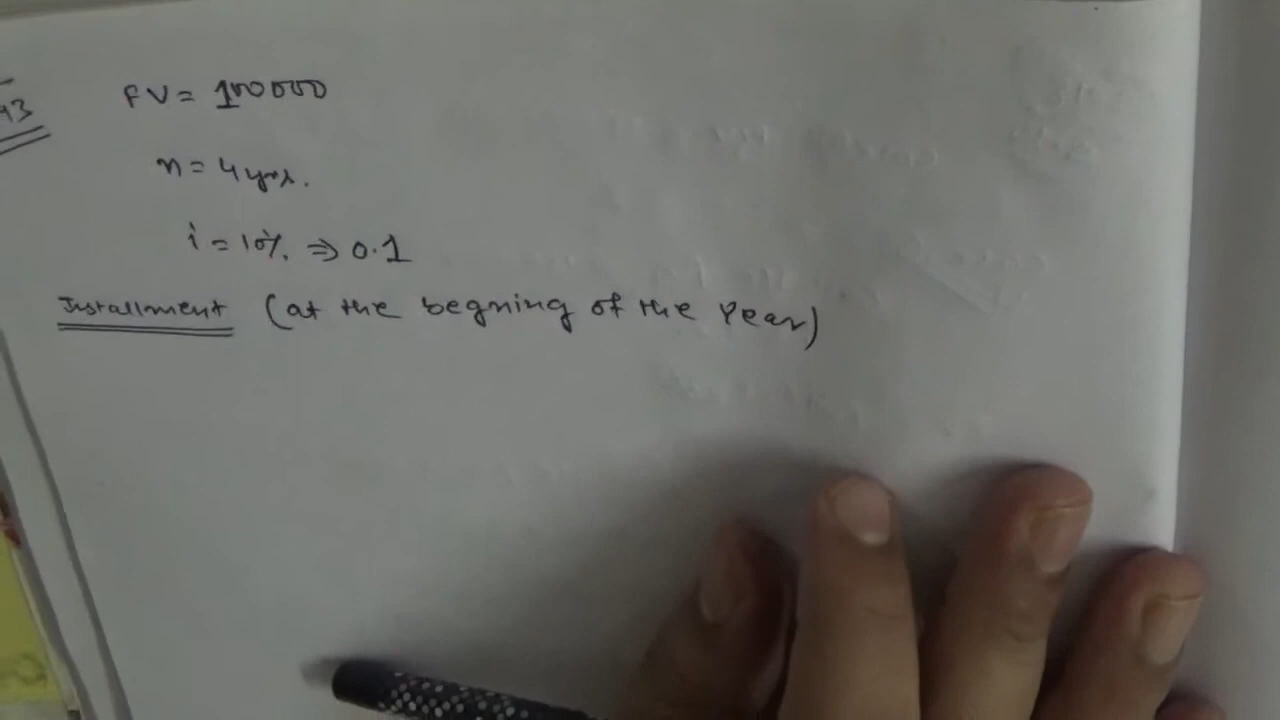 43
FV = 100000
n = 4 yrs.
i = 10% ⇒ 0.1
Installment (at the begning of the Year)